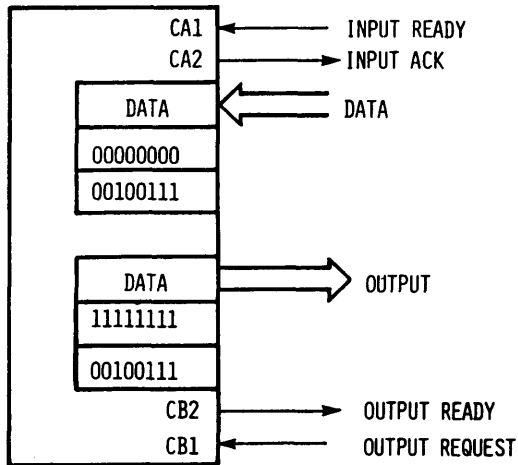 CA1 INPUT READY
CA2 INPUT ACK
DATA DATA
00000000
00100111
DATA OUTPUT
11111111
00100111
CB2 OUTPUT READY
CB1 OUTPUT REQUEST